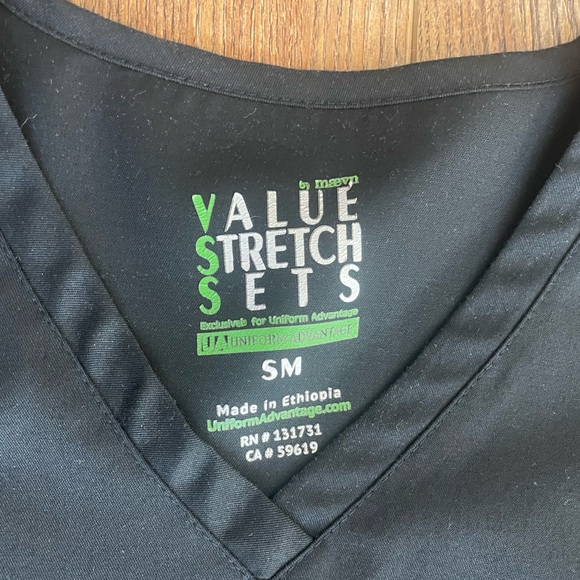 by maevn
VALUE
STRETCH
SETS
Exclusively for Uniform Advantage
UA UNIFORM ADVANTAGE
SM
Made in Ethiopia
UniformAdvantage.com
RN # 131731
CA # 59619